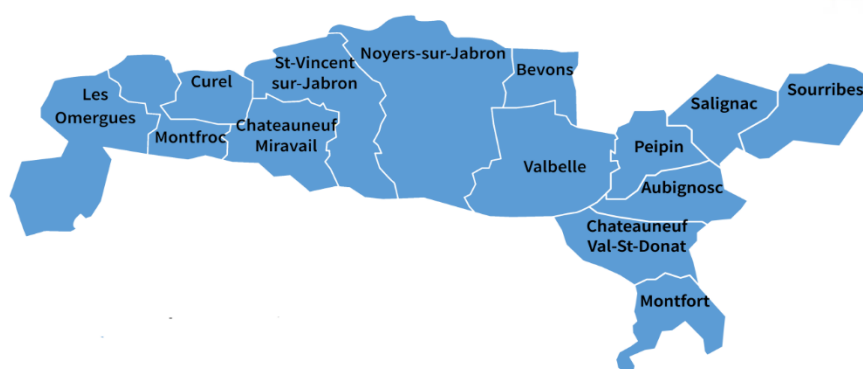 Les
Omergues
Curel
Montfroc
St-Vincent
sur-Jabron
Chateauneuf
Miravail
Noyers-sur-Jabron
Bevons
Valbelle
Peipin
Salignac
Sourribes
Aubignosc
Chateauneuf
Val-St-Donat
Montfort